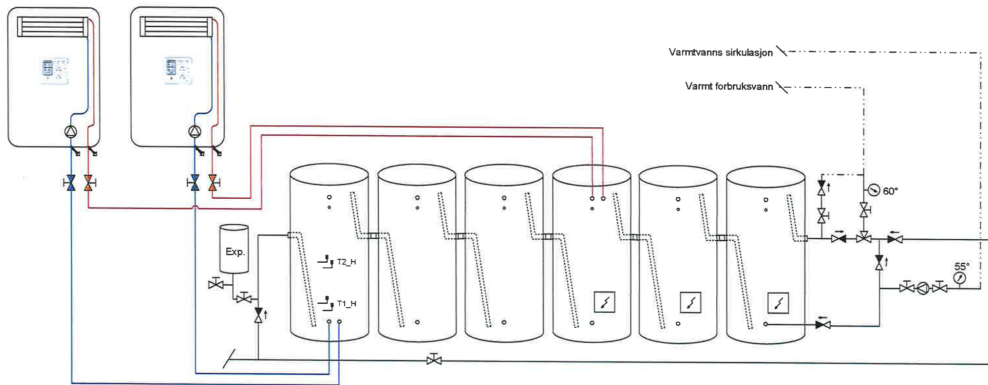 Varmtvanns sirkulasjon
Varmt forbruksvann
60°
Exp.
T2_H
55°
T1_H